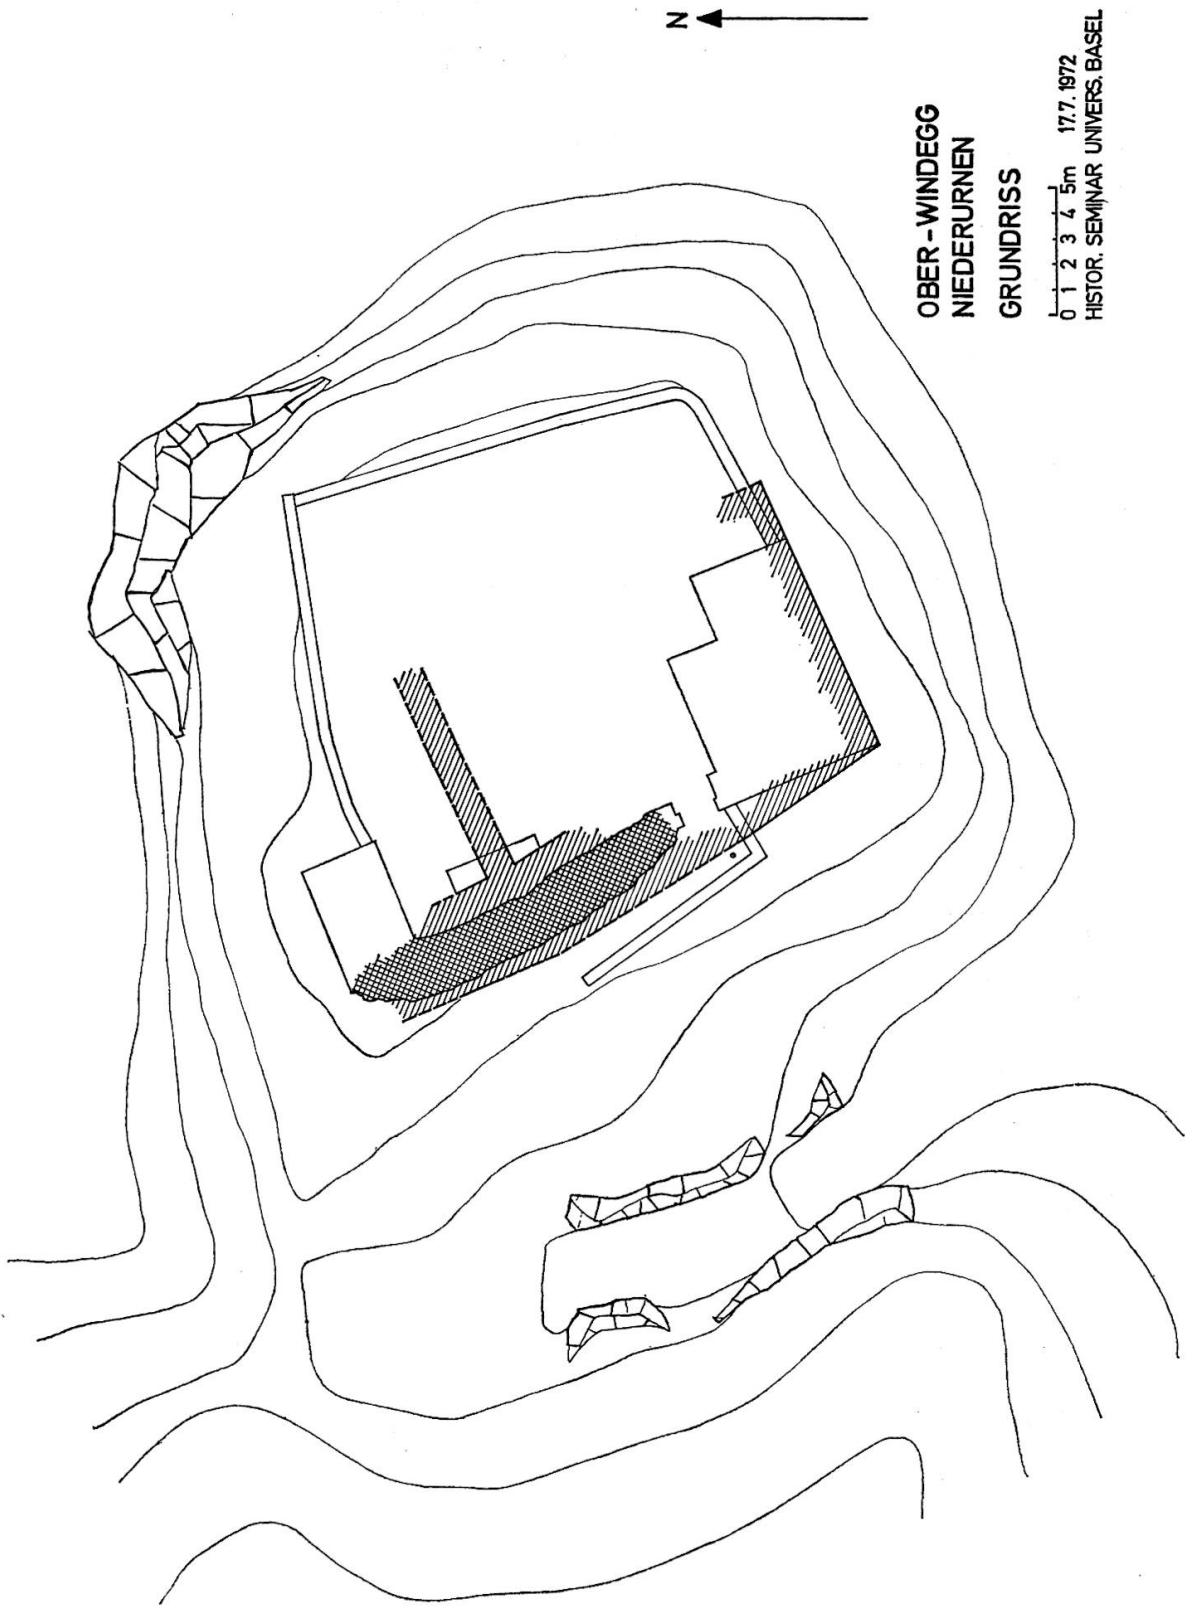 N
OBER-WINDEGG
NIEDERURNEN
GRUNDRISS
0 1 2 3 4 5m 17.7.1972
HISTOR. SEMINAR UNIVERS. BASEL